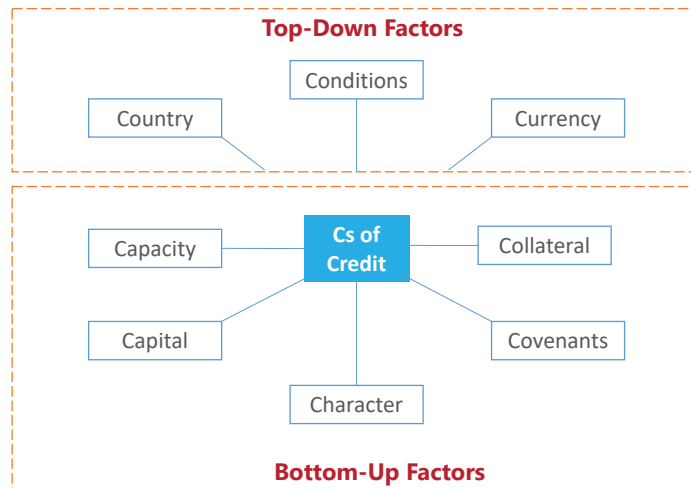 Top-Down Factors
Conditions
Country
Currency
Cs of
Credit
Capacity
Collateral
Capital
Covenants
Character
Bottom-Up Factors